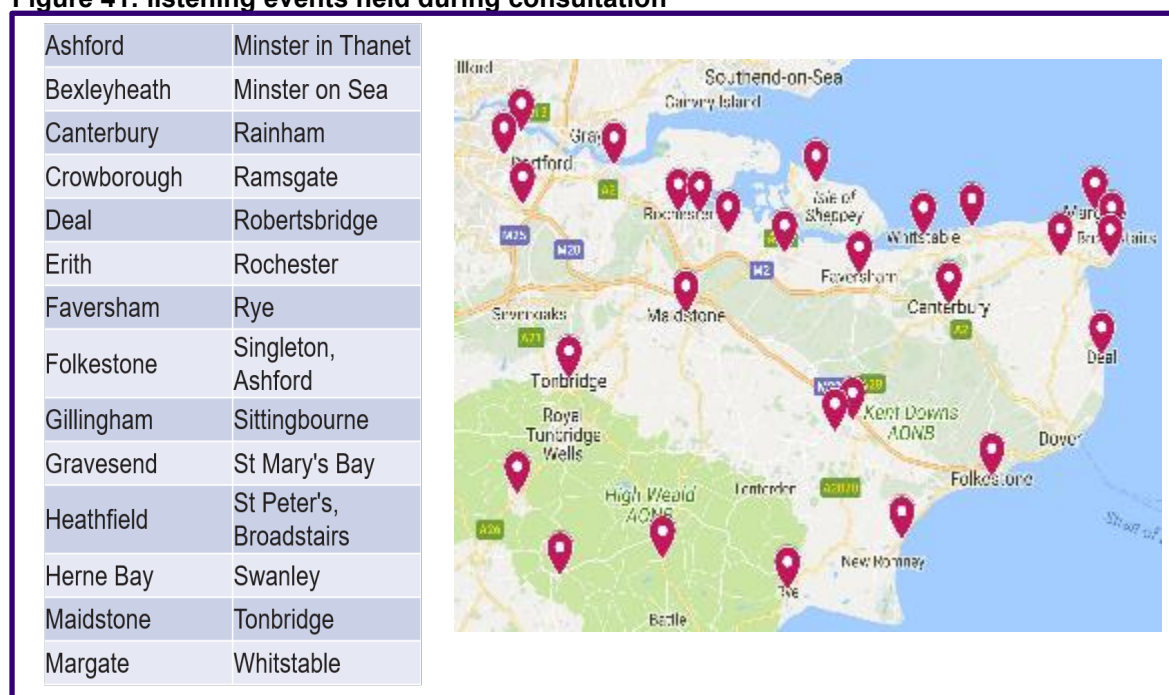 Figure 41: listening events held during consultation
Ashford Minster in Thanet
Bexleyheath Minster on Sea
Canterbury Rainham
Crowborough Ramsgate
Deal Robertsbridge
Erith Rochester
Faversham Rye
Folkestone Singleton,
Ashford
Gillingham Sittingbourne
Gravesend St Mary's Bay
Heathfield St Peter's,
Broadstairs
Herne Bay Swanley
Maidstone Tonbridge
Margate Whitstable
Ilford
Southend-on-Sea
Canvey Island
Dartford
A2
Rochester
Isle of
Sheppey
M25
M20
M2
Whitstable
Faversham
Canterbury
A2
Sevenoaks
Maidstone
A21
Deal
Tonbridge
Royal
Tunbridge
Wells
Kent Downs
AONB
Dover
Folkestone
High Weald
AONB
Tenterden
A2070
A26
New Romney
Rye
Battle